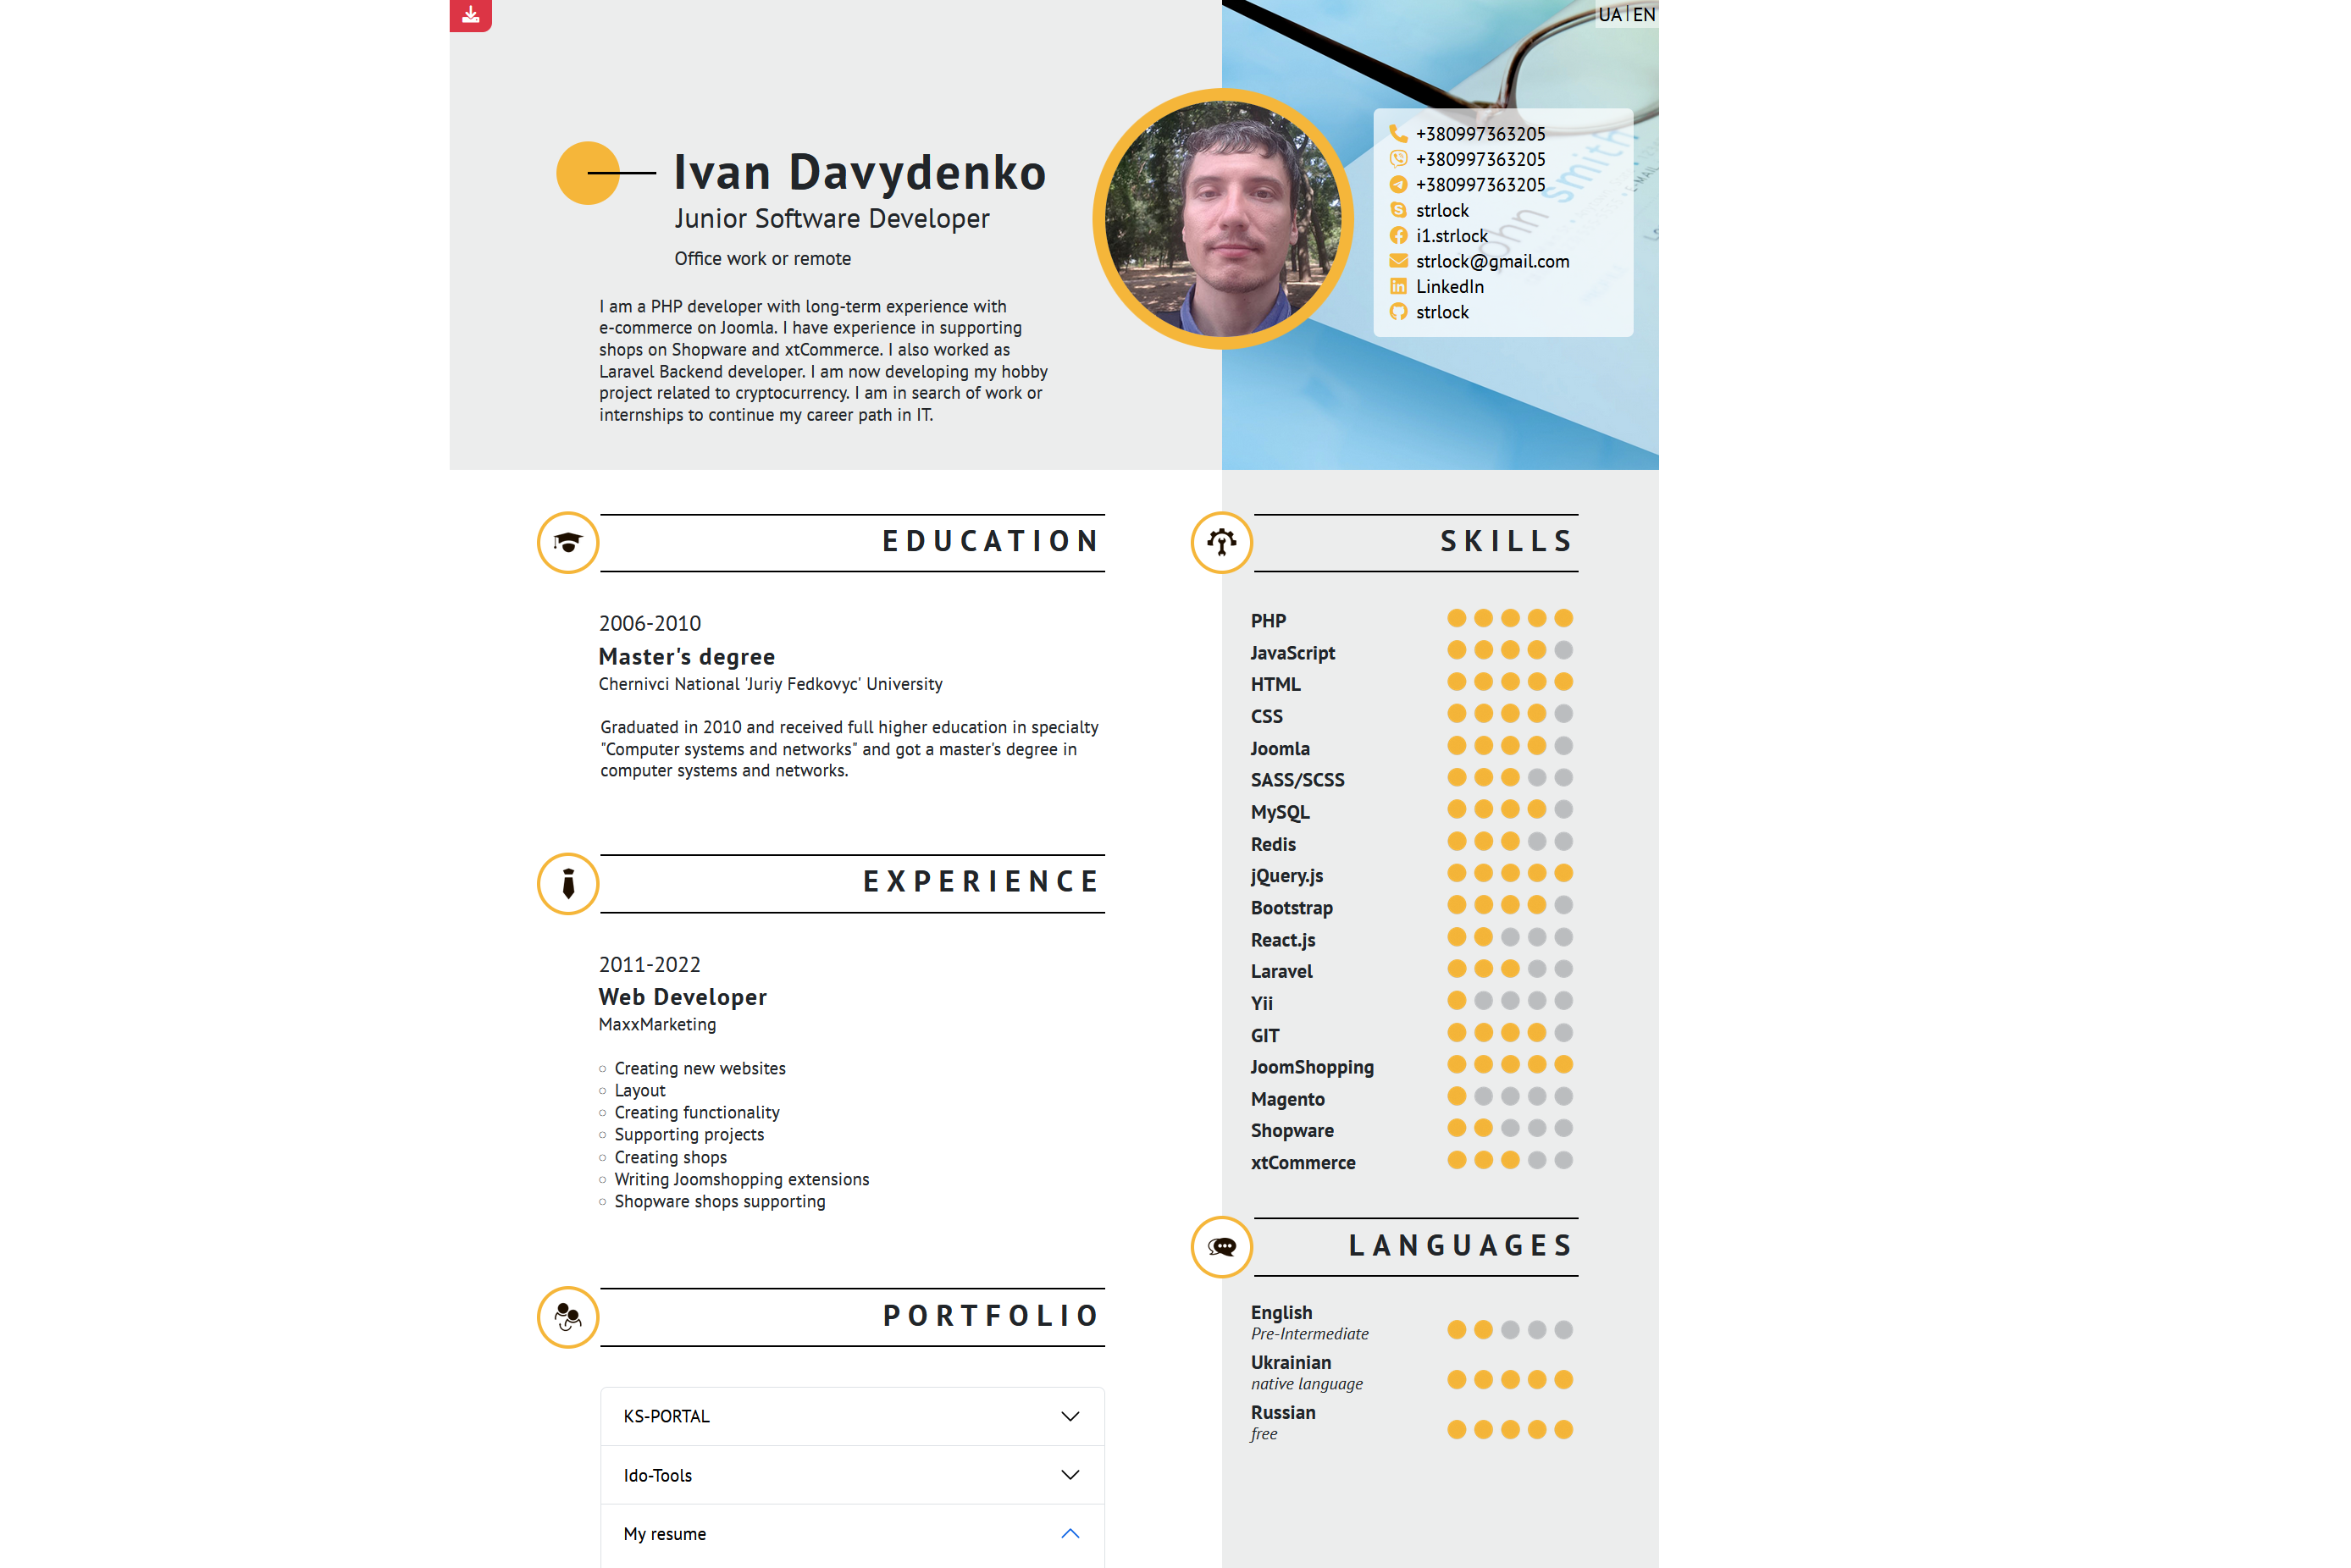 UA|EN
Ivan Davydenko
Junior Software Developer
Office work or remote
I am a PHP developer with long-term experience with
e-commerce on Joomla. I have experience in supporting
shops on Shopware and xtCommerce. I also worked as
Laravel Backend developer. I am now developing my hobby
project related to cryptocurrency. I am in search of work or
internships to continue my career path in IT.
+380997363205
+380997363205
+380997363205
strlock
i1.strlock
strlock@gmail.com
LinkedIn
strlock
smith
EDUCATION
2006-2010
Master's degree
Chernivci National 'Juriy Fedkovyc' University
Graduated in 2010 and received full higher education in specialty
"Computer systems and networks" and got a master's degree in
computer systems and networks.
EXPERIENCE
2011-2022
Web Developer
MaxxMarketing
Creating new websites
Layout
Creating functionality
Supporting projects
Creating shops
Writing Joomshopping extensions
Shopware shops supporting
PORTFOLIO
KS-PORTAL
Ido-Tools
My resume
SKILLS
PHP
JavaScript
HTML
CSS
Joomla
SASS/SCSS
MySQL
Redis
jQuery.js
Bootstrap
React.js
Laravel
Yii
GIT
JoomShopping
Magento
Shopware
xtCommerce
LANGUAGES
English
Pre-Intermediate
Ukrainian
native language
Russian
free